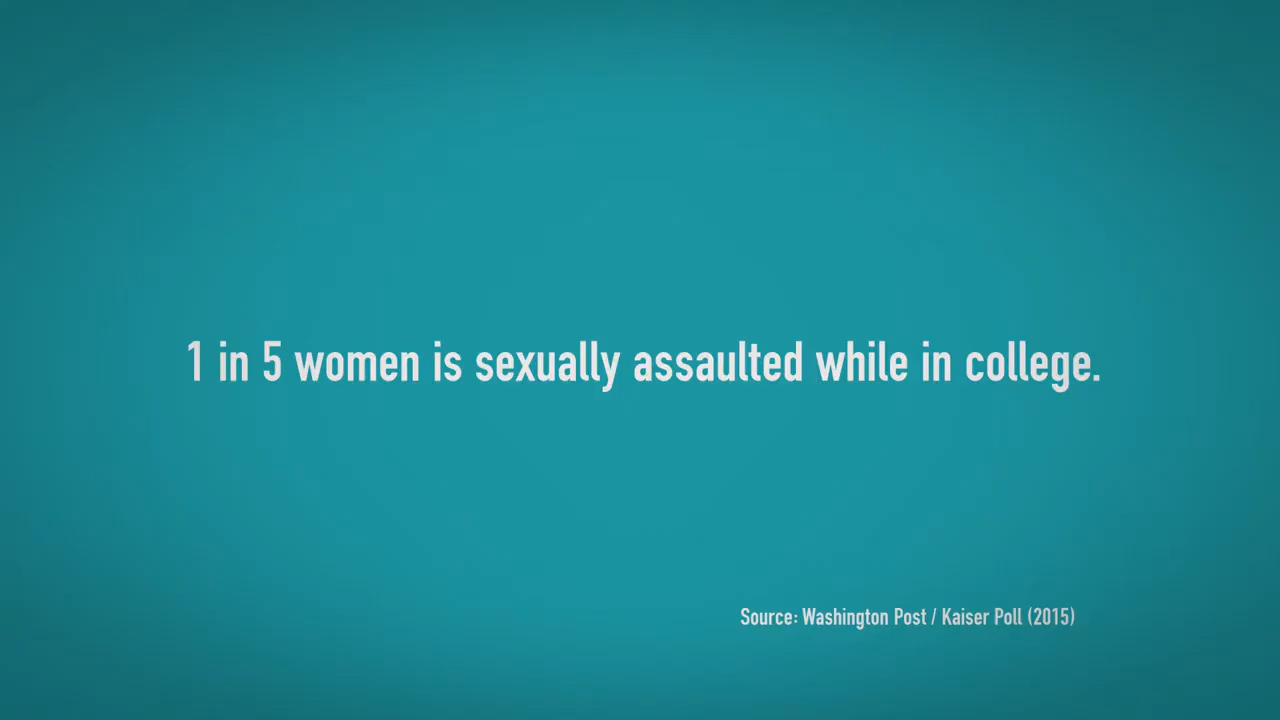 1 in 5 women is sexually assaulted while in college.
Source: Washington Post / Kaiser Poll (2015)